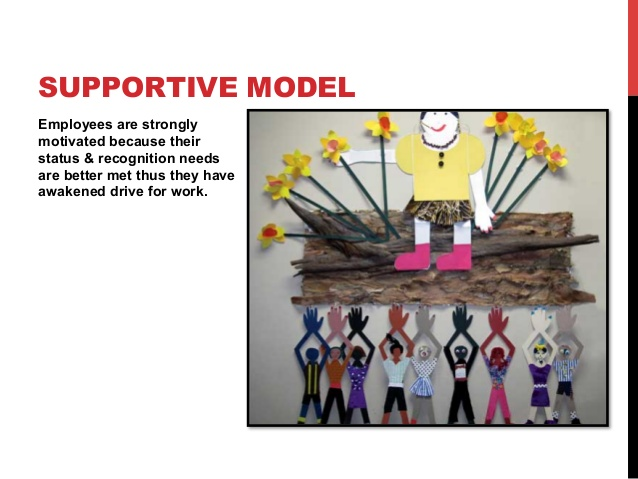 SUPPORTIVE MODEL
Employees are strongly
motivated because their
status & recognition needs
are better met thus they have
awakened drive for work.